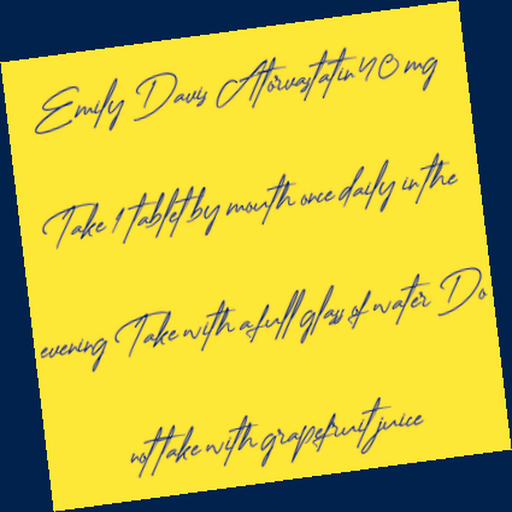 Emily Davis Atorvastatin 40 mg
Take 1 tablet by mouth once daily in the
evening Take with a full glass of water Do
not take with grapefruit juice